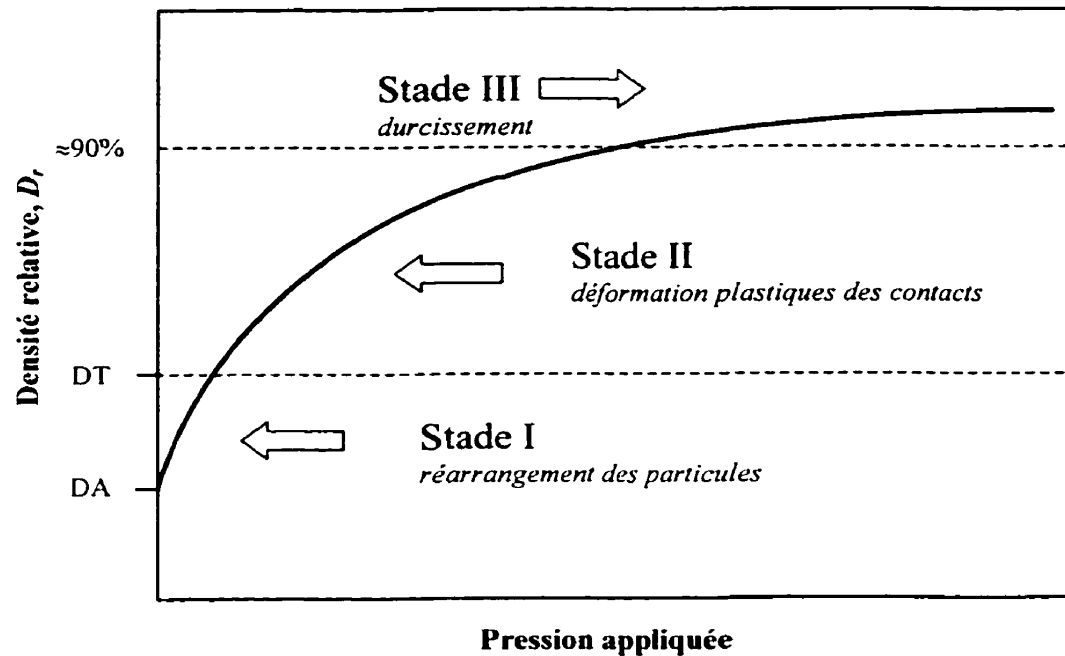 Stade III
durcissement
≈90%
Densité relative, Dr
Stade II
déformation plastiques des contacts
DT
Stade I
réarrangement des particules
DA
Pression appliquée